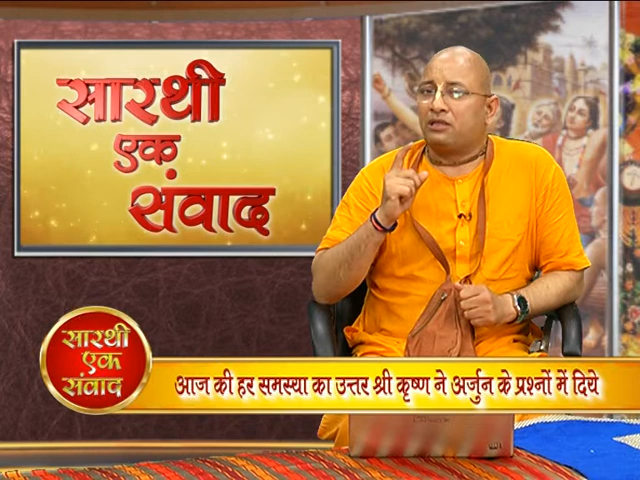 सारथी
एक
संवाद
सारथी
एक
संवाद
आज की हर समस्या का उत्तर श्री कृष्ण ने अर्जुन के प्रश्नों में दिये